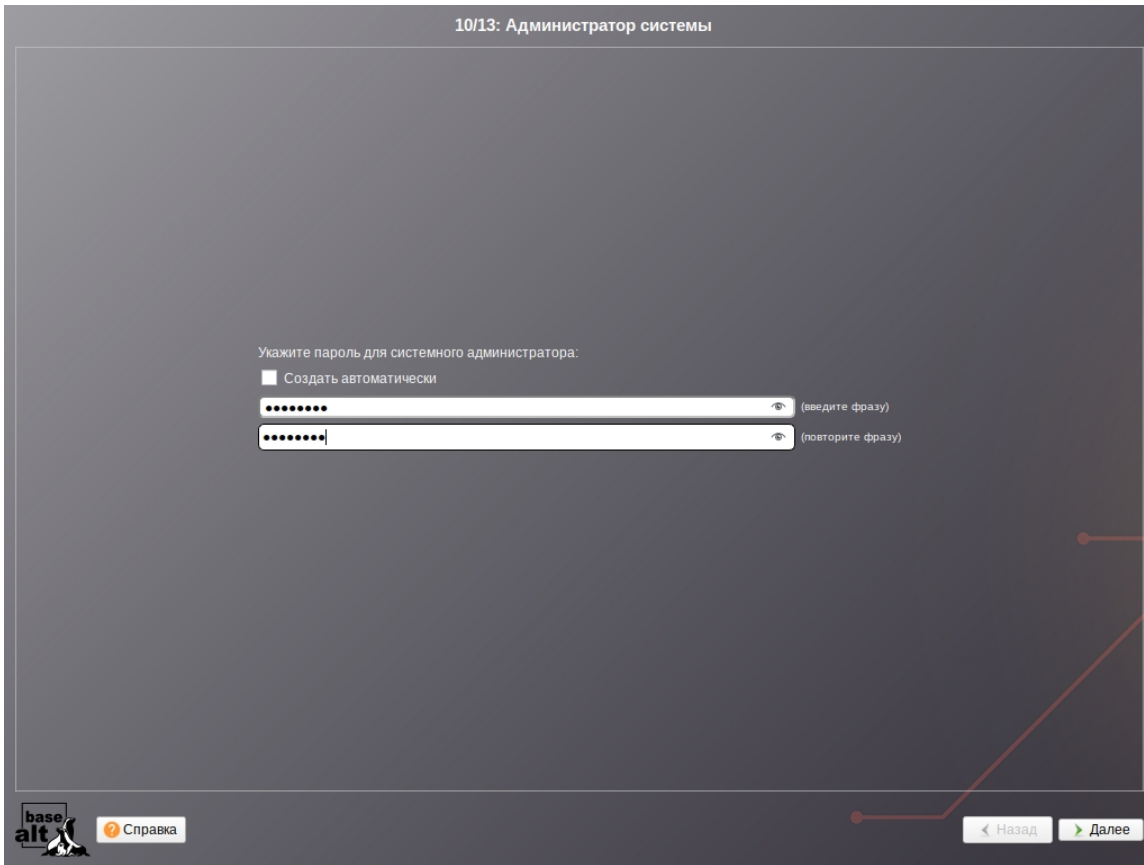 10/13: Администратор системы
Укажите пароль для системного администратора:
Создать автоматически
•••••••• (введите фразу)
•••••••• (повторите фразу)
base
alt
Справка
Назад
Далее